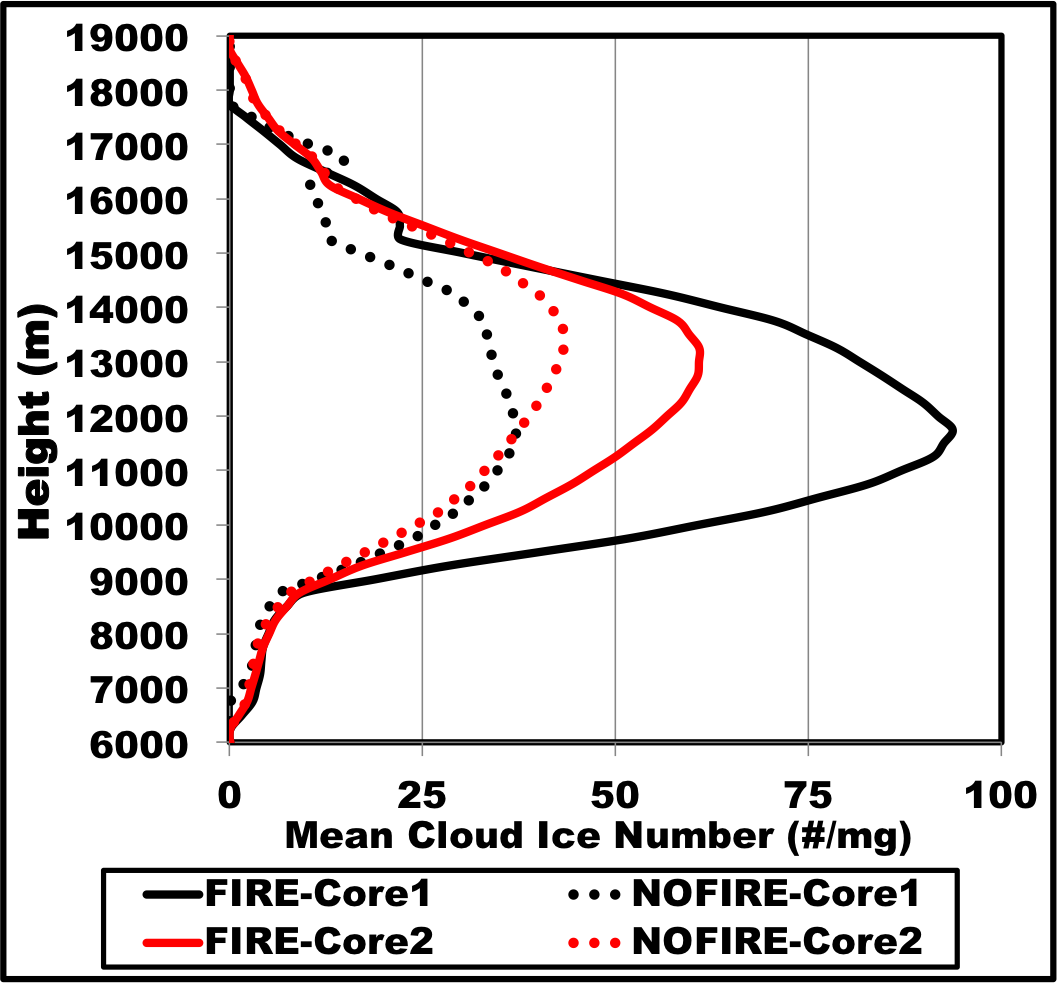 19000
18000
17000
16000
15000
14000
13000
12000
11000
10000
9000
8000
7000
6000
Height (m)
0 25 50 75 100
Mean Cloud Ice Number (#/mg)
FIRE-Core1 NOFIRE-Core1
FIRE-Core2 NOFIRE-Core2